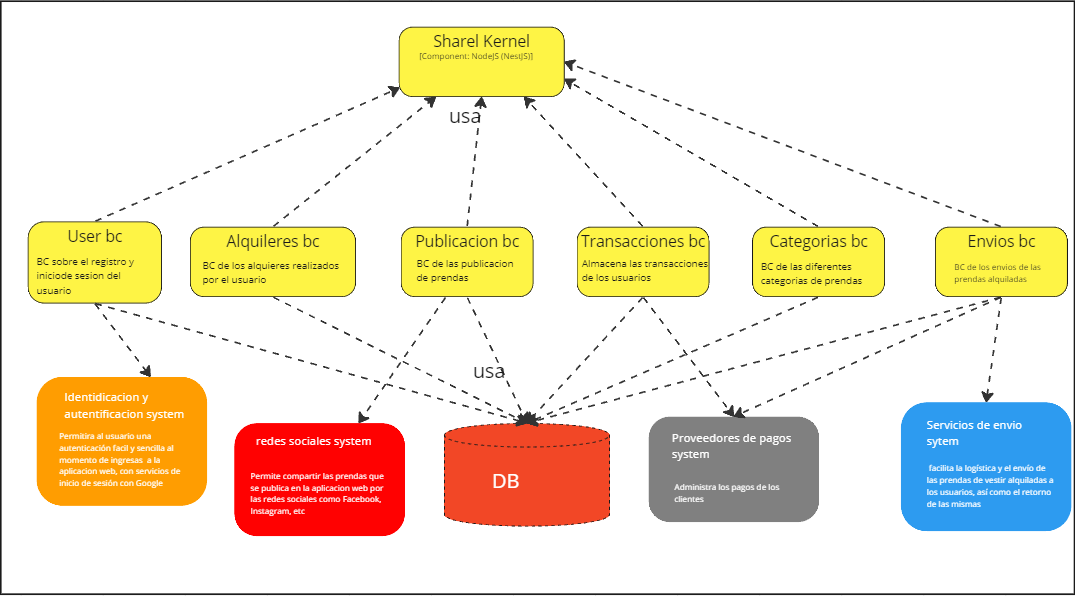 Sharel Kernel
[Component: NodeJS (NestJS)]
usa
User bc
BC sobre el registro y
iniciode sesion del
usuario
Alquileres bc
BC de los alquieres realizados
por el usuario
Publicacion bc
BC de las publicacion
de prendas
Transacciones bc
Almacena las transacciones
de los usuarios
Categorias bc
BC de las diferentes
categorias de prendas
Envios bc
BC de los envios de las
prendas alquiladas
usa
Identidicacion y
autentificacion system
Permitira al usuario una
autenticación facil y sencilla al
momento de ingresas a la
aplicacion web, con servicios de
inicio de sesión con Google
redes sociales system
Permite compartir las prendas que
se publica en la aplicacion web por
las redes sociales como Facebook,
Instagram, etc
DB
Proveedores de pagos
system
Administra los pagos de los
clientes
Servicios de envio
sytem
facilita la logística y el envío de
las prendas de vestir alquiladas a
los usuarios, así como el retorno
de las mismas